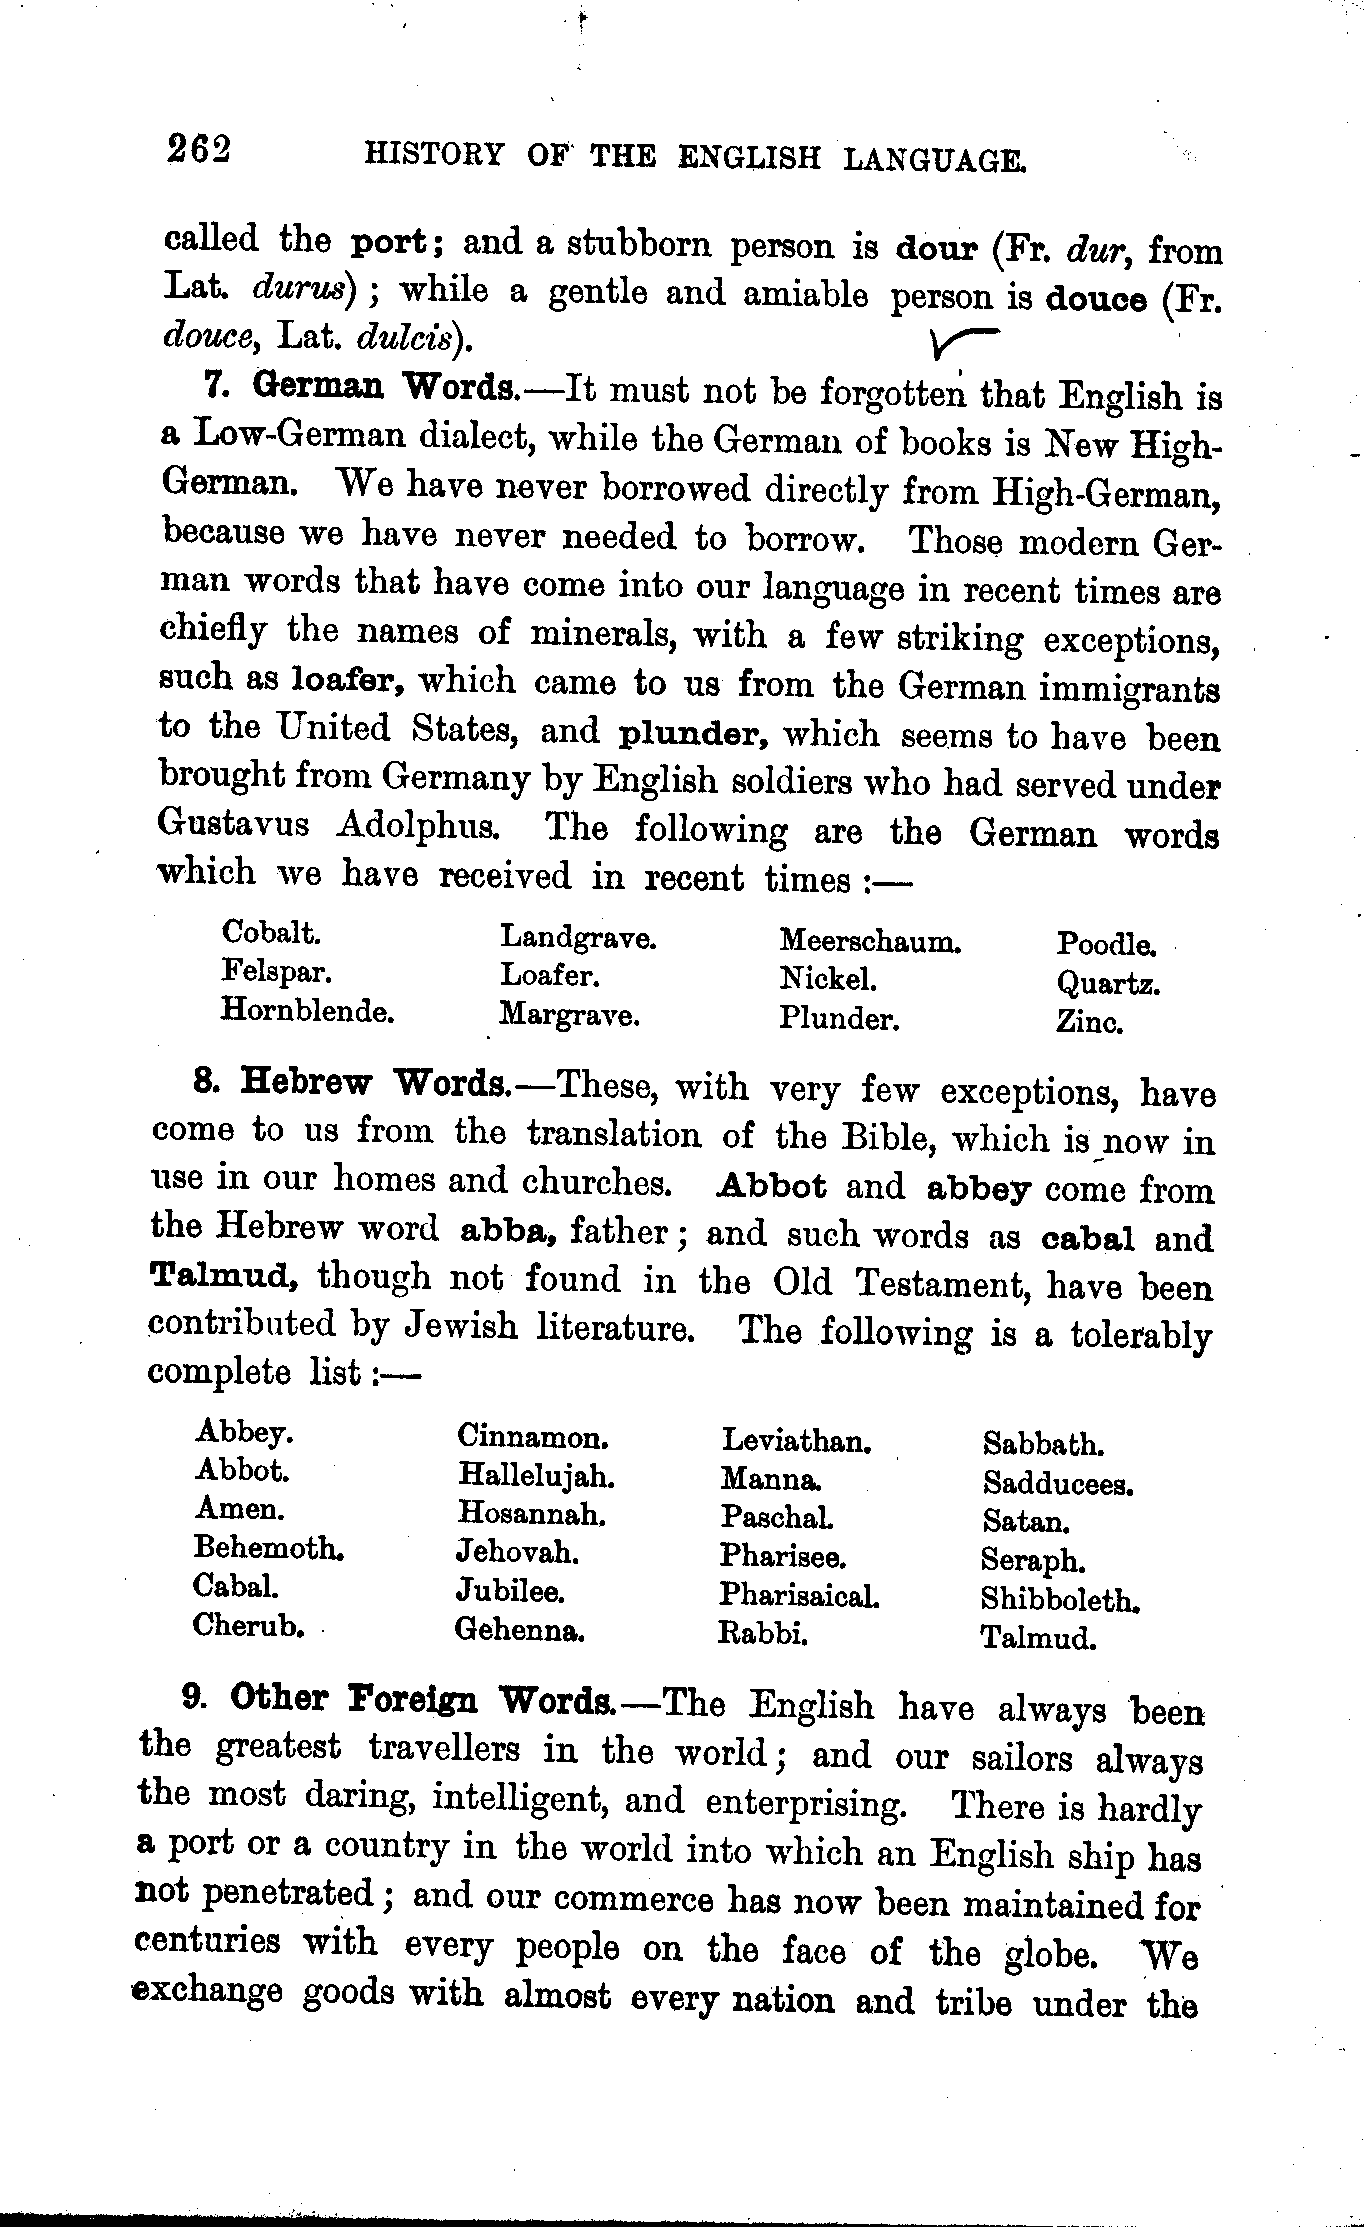 262 HISTORY OF THE ENGLISH LANGUAGE.
called the port; and a stubborn person is dour (Fr. dur, from
Lat. durus) ; while a gentle and amiable person is douce (Fr.
douce, Lat. dulcis).
7. German Words.—It must not be forgotten that English is
a Low-German dialect, while the German of books is New High-
German. We have never borrowed directly from High-German,
because we have never needed to borrow. Those modern Ger-
man words that have come into our language in recent times are
chiefly the names of minerals, with a few striking exceptions,
such as loafer, which came to us from the German immigrants
to the United States, and plunder, which seems to have been
brought from Germany by English soldiers who had served under
Gustavus Adolphus. The following are the German words
which we have received in recent times :—
Cobalt. Landgrave. Meerschaum. Poodle.
Felspar. Loafer. Nickel. Quartz.
Hornblende. Margrave. Plunder. Zinc.
8. Hebrew Words.—These, with very few exceptions, have
come to us from the translation of the Bible, which is now in
use in our homes and churches. Abbot and abbey come from
the Hebrew word abba, father ; and such words as cabal and
Talmud, though not found in the Old Testament, have been
contributed by Jewish literature. The following is a tolerably
complete list :—
Abbey. Cinnamon. Leviathan. Sabbath.
Abbot. Hallelujah. Manna. Sadducees.
Amen. Hosannah. Paschal. Satan.
Behemoth. Jehovah. Pharisee. Seraph.
Cabal. Jubilee. Pharisaical. Shibboleth.
Cherub. Gehenna. Rabbi. Talmud.
9. Other Foreign Words.—The English have always been
the greatest travellers in the world ; and our sailors always
the most daring, intelligent, and enterprising. There is hardly
a port or a country in the world into which an English ship has
not penetrated ; and our commerce has now been maintained for
centuries with every people on the face of the globe. We
exchange goods with almost every nation and tribe under the